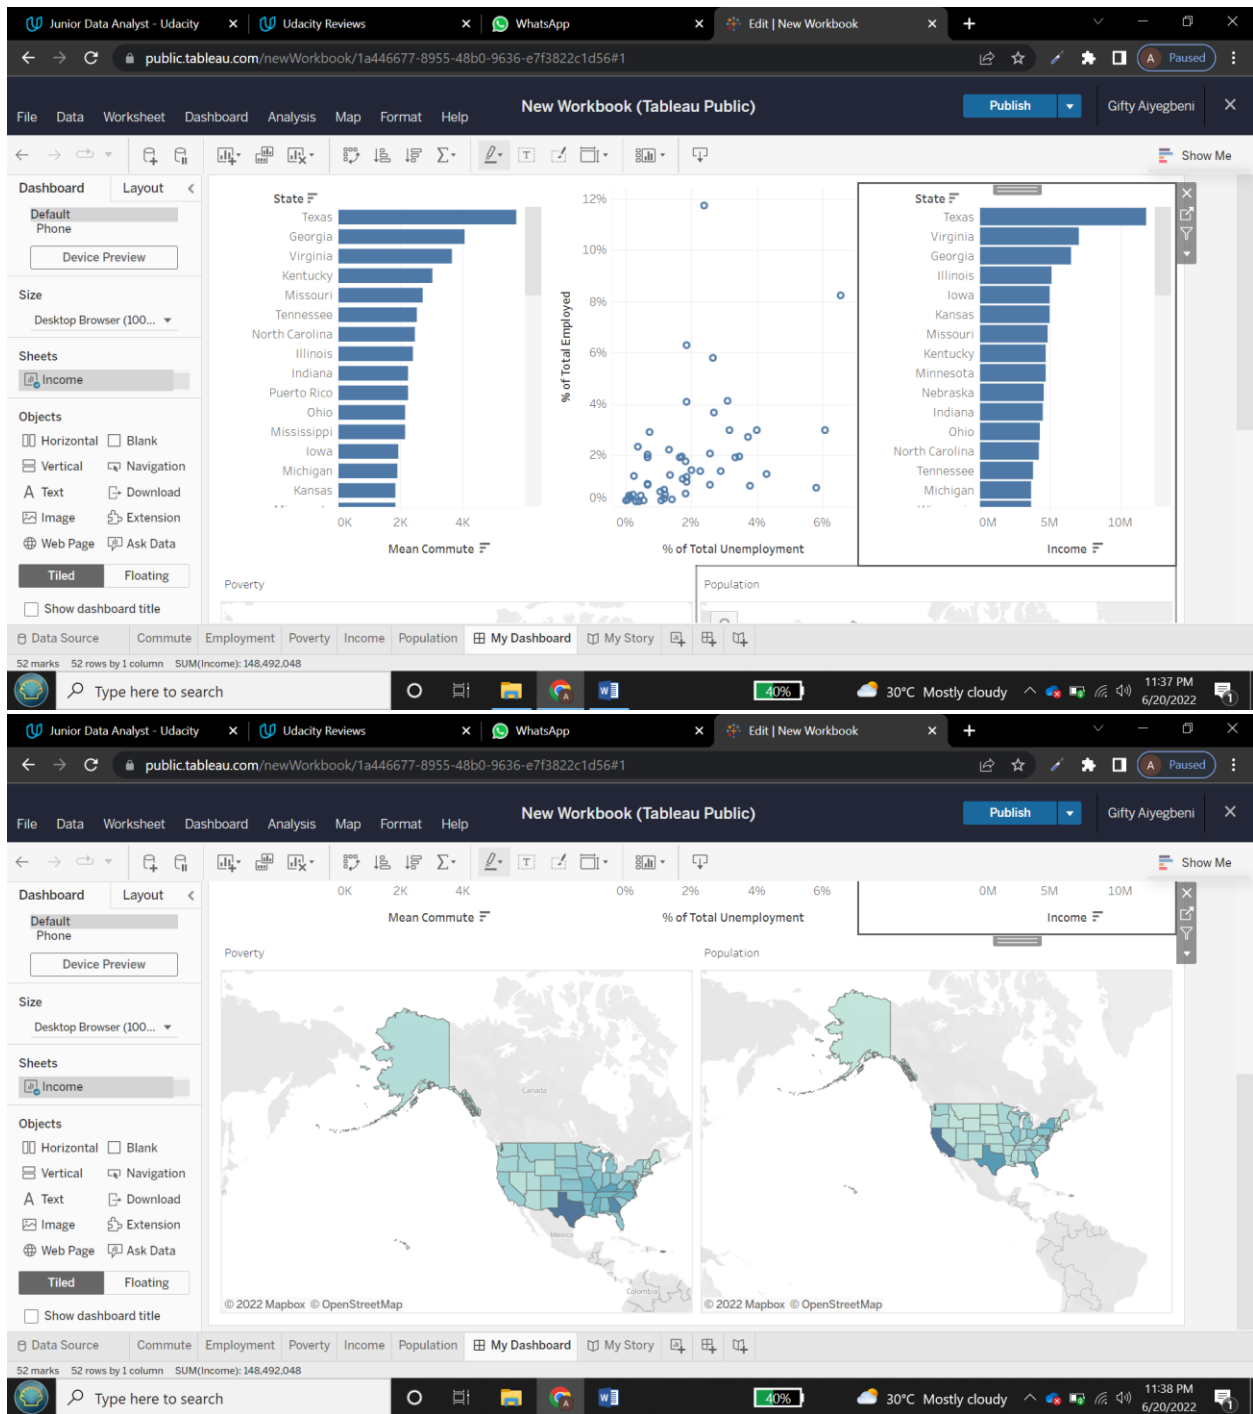 Junior Data Analyst - Udacity
Udacity Reviews
WhatsApp
Edit | New Workbook
public.tableau.com/newWorkbook/1a446677-8955-48b0-9636-e7f3822c1d56#1
A Paused
New Workbook (Tableau Public)
Publish
Gifty Aiyegbeni
File Data Worksheet Dashboard Analysis Map Format Help
Show Me
Dashboard Layout
Default
Phone
Device Preview
Size
Desktop Browser (100...
Sheets
Income
Objects
Horizontal Blank
Vertical Navigation
A Text Download
Image Extension
Web Page Ask Data
Tiled Floating
Show dashboard title
State
Texas
Georgia
Virginia
Kentucky
Missouri
Tennessee
North Carolina
Illinois
Indiana
Puerto Rico
Ohio
Mississippi
Iowa
Michigan
Kansas
0K 2K 4K
Mean Commute
12%
10%
8%
6%
4%
2%
0%
% of Total Employed
0% 2% 4% 6%
% of Total Unemployment
State
Texas
Virginia
Georgia
Illinois
Iowa
Kansas
Missouri
Kentucky
Minnesota
Nebraska
Indiana
Ohio
North Carolina
Tennessee
Michigan
0M 5M 10M
Income
Poverty
Population
Data Source Commute Employment Poverty Income Population My Dashboard My Story
52 marks 52 rows by 1 column SUM(Income): 148,492,048
Type here to search
40%
30°C Mostly cloudy
11:37 PM
6/20/2022
1
Junior Data Analyst - Udacity
Udacity Reviews
WhatsApp
Edit | New Workbook
public.tableau.com/newWorkbook/1a446677-8955-48b0-9636-e7f3822c1d56#1
A Paused
New Workbook (Tableau Public)
Publish
Gifty Aiyegbeni
File Data Worksheet Dashboard Analysis Map Format Help
Show Me
Dashboard Layout
Default
Phone
Device Preview
Size
Desktop Browser (100...
Sheets
Income
Objects
Horizontal Blank
Vertical Navigation
A Text Download
Image Extension
Web Page Ask Data
Tiled Floating
Show dashboard title
0K 2K 4K
Mean Commute
0% 2% 4% 6%
% of Total Unemployment
0M 5M 10M
Income
Poverty
Canada
Mexico
Colombia
© 2022 Mapbox © OpenStreetMap
Population
© 2022 Mapbox © OpenStreetMap
Data Source Commute Employment Poverty Income Population My Dashboard My Story
52 marks 52 rows by 1 column SUM(Income): 148,492,048
Type here to search
40%
30°C Mostly cloudy
11:38 PM
6/20/2022
1